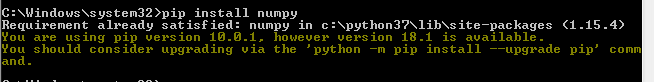 C:\Windows\system32>pip install numpy
Requirement already satisfied: numpy in c:\python37\lib\site-packages (1.15.4)
You are using pip version 10.0.1, however version 18.1 is available.
You should consider upgrading via the 'python -m pip install --upgrade pip' comm
and.